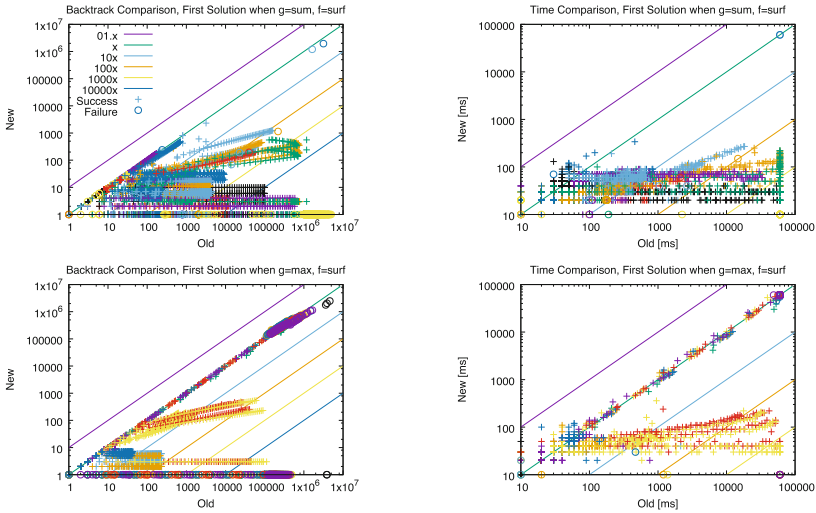 Backtrack Comparison, First Solution when g=sum, f=surf
1x10^7
1x10^6
100000
10000
1000
100
10
1
New
01.x
x
10x
100x
1000x
10000x
Success
Failure
1 10 100 1000 10000 100000 1x10^6 1x10^7
Old
Time Comparison, First Solution when g=sum, f=surf
100000
10000
1000
100
10
New [ms]
10 100 1000 10000 100000
Old [ms]
Backtrack Comparison, First Solution when g=max, f=surf
1x10^7
1x10^6
100000
10000
1000
100
10
1
New
1 10 100 1000 10000 100000 1x10^6 1x10^7
Old
Time Comparison, First Solution when g=max, f=surf
100000
10000
1000
100
10
New [ms]
10 100 1000 10000 100000
Old [ms]